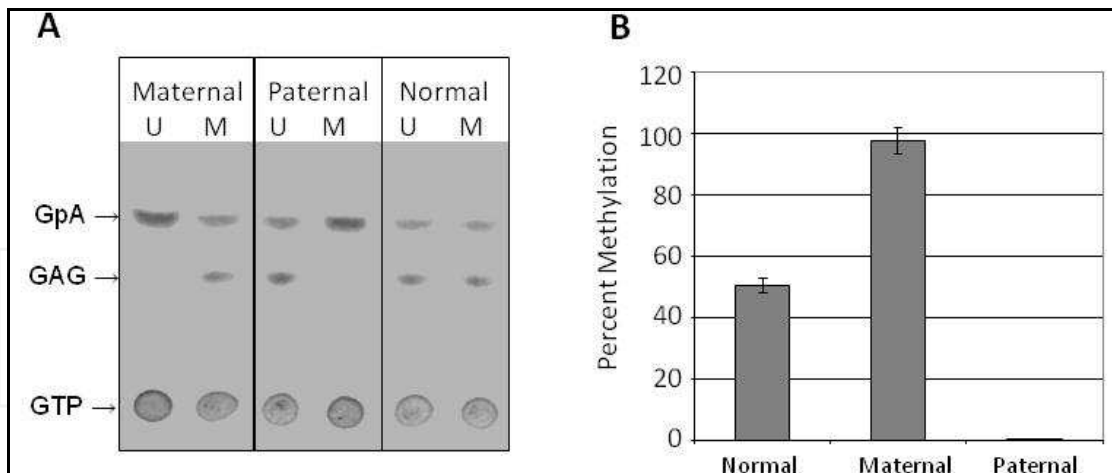 A
Maternal Paternal Normal
U M U M U M
GpA →
GAG →
GTP →
B
Percent Methylation
120
100
80
60
40
20
0
Normal Maternal Paternal